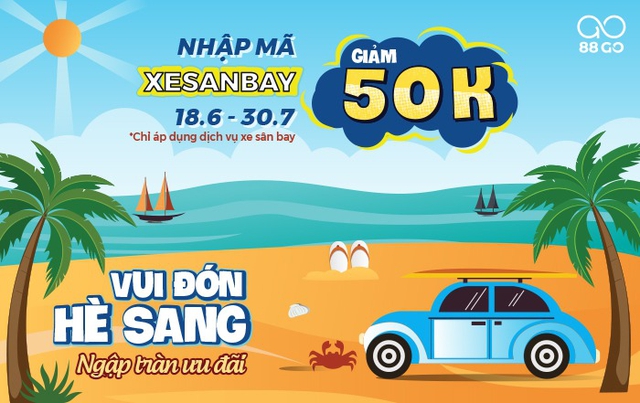 NHẬP MÃ
XESANBAY
18.6 - 30.7
*Chỉ áp dụng dịch vụ xe sân bay
GIẢM
50K
88 GO
VUI ĐÓN
HÈ SANG
Ngập tràn ưu đãi